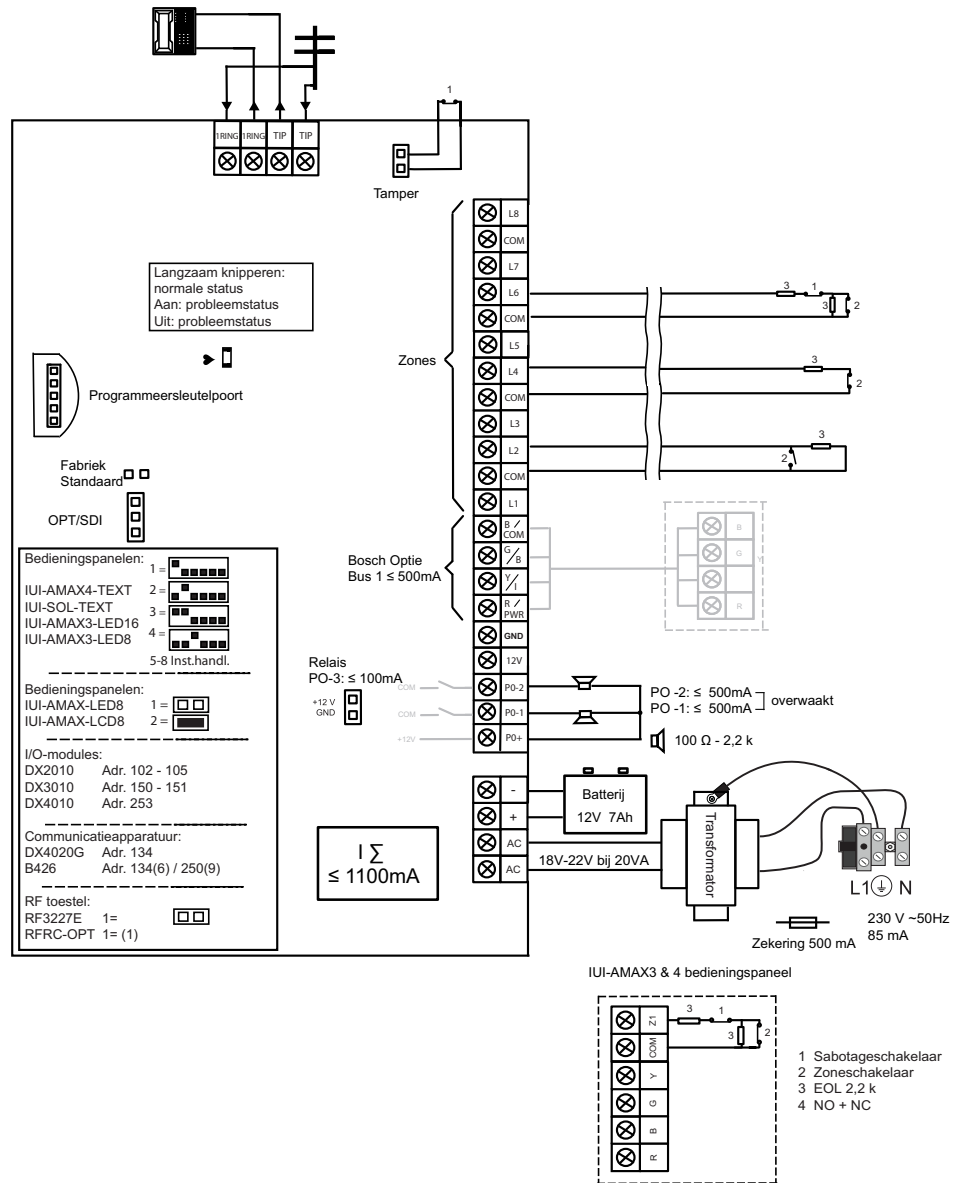 1RING 1RING TIP TIP
1
Tamper
Langzaam knipperen:
normale status
Aan: probleemstatus
Uit: probleemstatus
Programmeersleutelpoort
Fabriek
Standaard
OPT/SDI
Zones
L8
COM
L7
L6
COM
L5
L4
COM
L3
L2
COM
L1
3 1
3 2
3
2
3
2
Bosch Optie
Bus 1 ≤ 500mA
B / COM
G / B
Y / I
R / PWR
GND
12V
P0-2
P0-1
P0+
B
G
Y
R
Bedieningspanelen:
1 =
IUI-AMAX4-TEXT 2 =
IUI-SOL-TEXT
IUI-AMAX3-LED16 3 =
IUI-AMAX3-LED8 4 =
5-8 Inst.handl.
Bedieningspanelen:
IUI-AMAX-LED8 1 =
IUI-AMAX-LCD8 2 =
I/O-modules:
DX2010 Adr. 102 - 105
DX3010 Adr. 150 - 151
DX4010 Adr. 253
Communicatieapparatuur:
DX4020G Adr. 134
B426 Adr. 134(6) / 250(9)
RF toestel:
RF3227E 1=
RFRC-OPT 1= (1)
Relais
PO-3: ≤ 100mA
+12 V
GND
COM
COM
+12V
PO -2: ≤ 500mA
PO -1: ≤ 500mA
overwaakt
100 Ω - 2,2 k
I ∑
≤ 1100mA
-
+
AC
AC
Batterij
12V 7Ah
18V-22V bij 20VA
Transformator
L1 N
230 V ~50Hz
85 mA
Zekering 500 mA
IUI-AMAX3 & 4 bedieningspaneel
Z1
COM
Y
G
B
R
3 1
3 2
1 Sabotageschakelaar
2 Zoneschakelaar
3 EOL 2,2 k
4 NO + NC